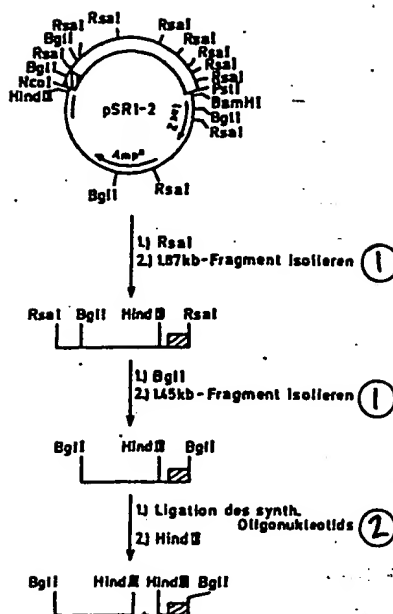 RsaI
RsaI
RsaI
BglI
RsaI
RsaI
RsaI
BglI
RsaI
NcoI
RsaI
HindIII
PstI
BamHI
pSR1-2
BglI
RsaI
AmpR
BglI
RsaI
1.) RsaI
2.) 1.87kb-Fragment isolieren 1
RsaI BglI HindIII RsaI
1.) BglI
2.) 1.45kb-Fragment isolieren 1
BglI HindIII BglI
1.) Ligation des synth.
Oligonukleotids 2
2.) HindIII
BglI HindIII HindIII BglI